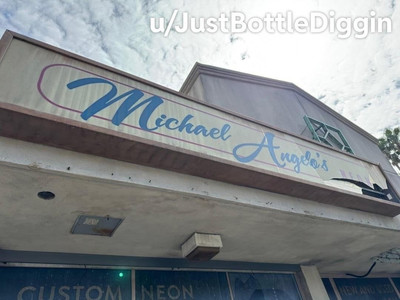 u/JustBottleDiggin
Michael Angelo's
CUSTOM NEON